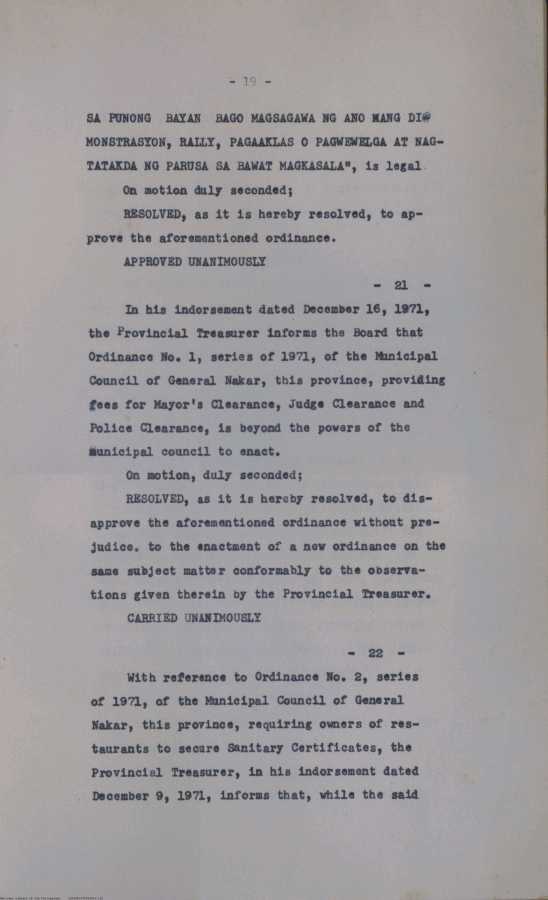 - 19 -
SA PUNONG BAYAN BAGO MAGSAGAWA NG ANO MANG DI
MONSTRASYON, RALLY, PAGAAKLAS O PAGWEWELGA AT NAG-
TATAKDA NG PARUSA SA BAWAT MAGKASALA", is legal.
On motion duly seconded;
RESOLVED, as it is hereby resolved, to ap-
prove the aforementioned ordinance.
APPROVED UNANIMOUSLY
- 21 -
In his indorsement dated December 16, 1971,
the Provincial Treasurer informs the Board that
Ordinance No. 1, series of 1971, of the Municipal
Council of General Nakar, this province, providing
fees for Mayor's Clearance, Judge Clearance and
Police Clearance, is beyond the powers of the
municipal council to enact.
On motion, duly seconded;
RESOLVED, as it is hereby resolved, to dis-
approve the aforementioned ordinance without pre-
judice. to the enactment of a new ordinance on the
same subject matter conformably to the observa-
tions given therein by the Provincial Treasurer.
CARRIED UNANIMOUSLY
- 22 -
With reference to Ordinance No. 2, series
of 1971, of the Municipal Council of General
Nakar, this province, requiring owners of res-
taurants to secure Sanitary Certificates, the
Provincial Treasurer, in his indorsement dated
December 9, 1971, informs that, while the said